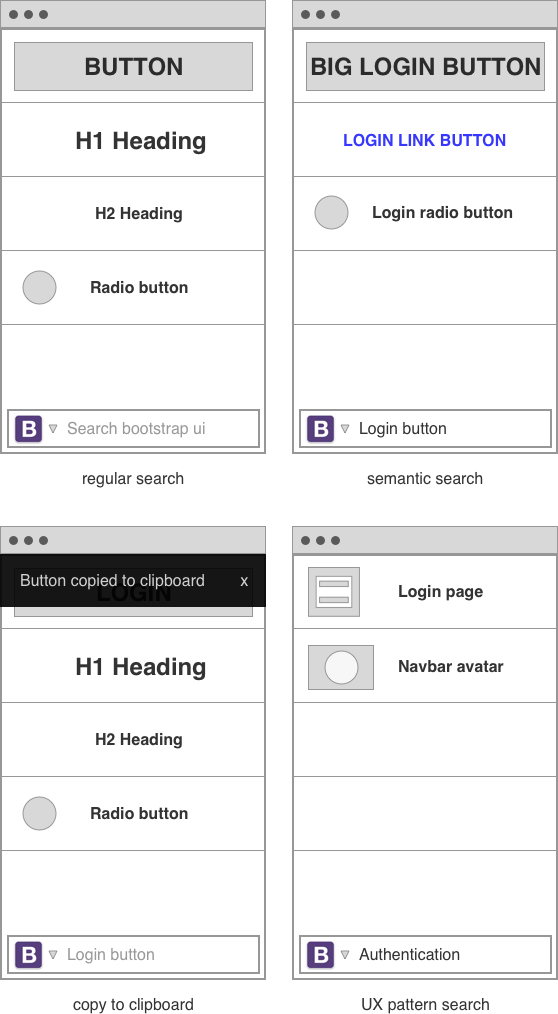 BUTTON
H1 Heading
H2 Heading
Radio button
B Search bootstrap ui
regular search
BIG LOGIN BUTTON
LOGIN LINK BUTTON
Login radio button
B Login button
semantic search
Button copied to clipboard x
LOGIN
H1 Heading
H2 Heading
Radio button
B Login button
copy to clipboard
Login page
Navbar avatar
B Authentication
UX pattern search